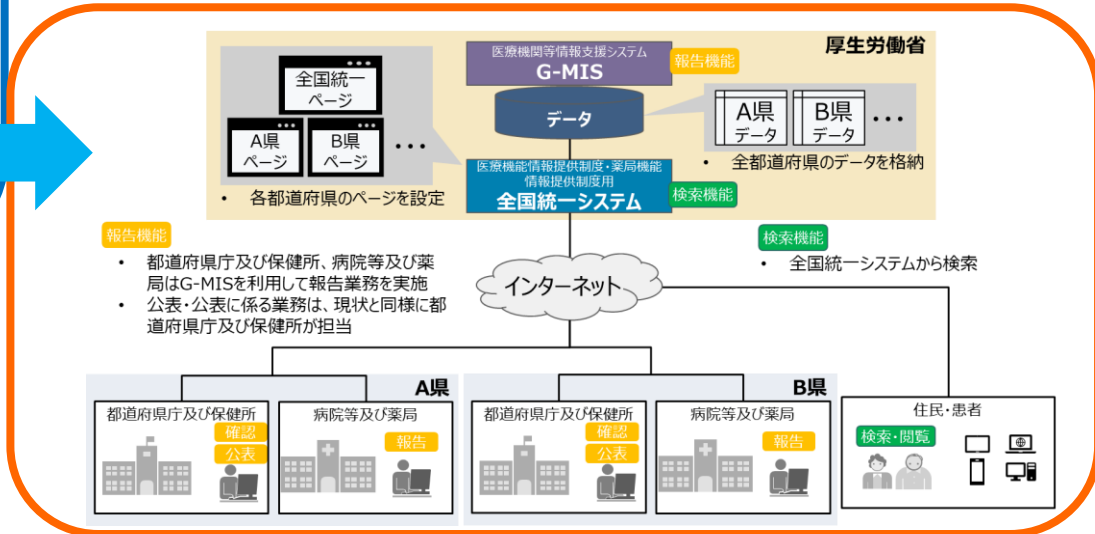 厚生労働省
全国統一
ページ
A県
ページ
B県
ページ
・・・
• 各都道府県のページを設定
医療機関等情報支援システム
G-MIS
報告機能
データ
A県
データ
B県
データ
・・・
• 全都道府県のデータを格納
医療機能情報提供制度・薬局機能
情報提供制度用
全国統一システム
検索機能
報告機能
• 都道府県庁及び保健所、病院等及び薬
局はG-MISを利用して報告業務を実施
• 公表・公表に係る業務は、現状と同様に都
道府県庁及び保健所が担当
インターネット
検索機能
• 全国統一システムから検索
A県
都道府県庁及び保健所
確認
公表
病院等及び薬局
報告
B県
都道府県庁及び保健所
確認
公表
病院等及び薬局
報告
住民・患者
検索・閲覧